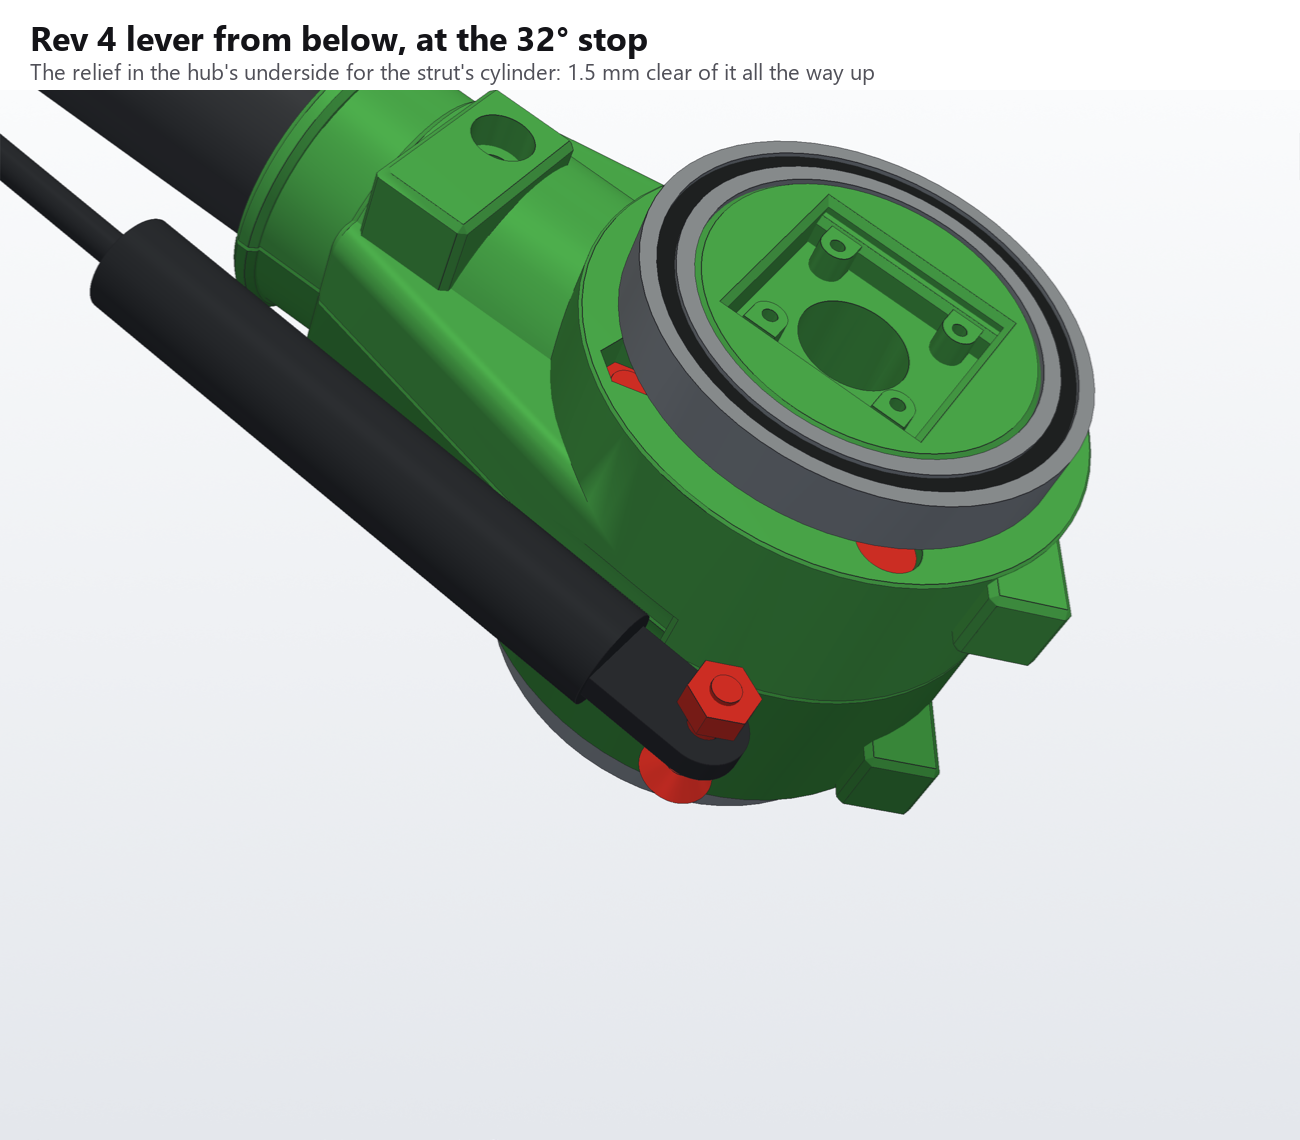 Rev 4 lever from below, at the 32° stop
The relief in the hub's underside for the strut's cylinder: 1.5 mm clear of it all the way up